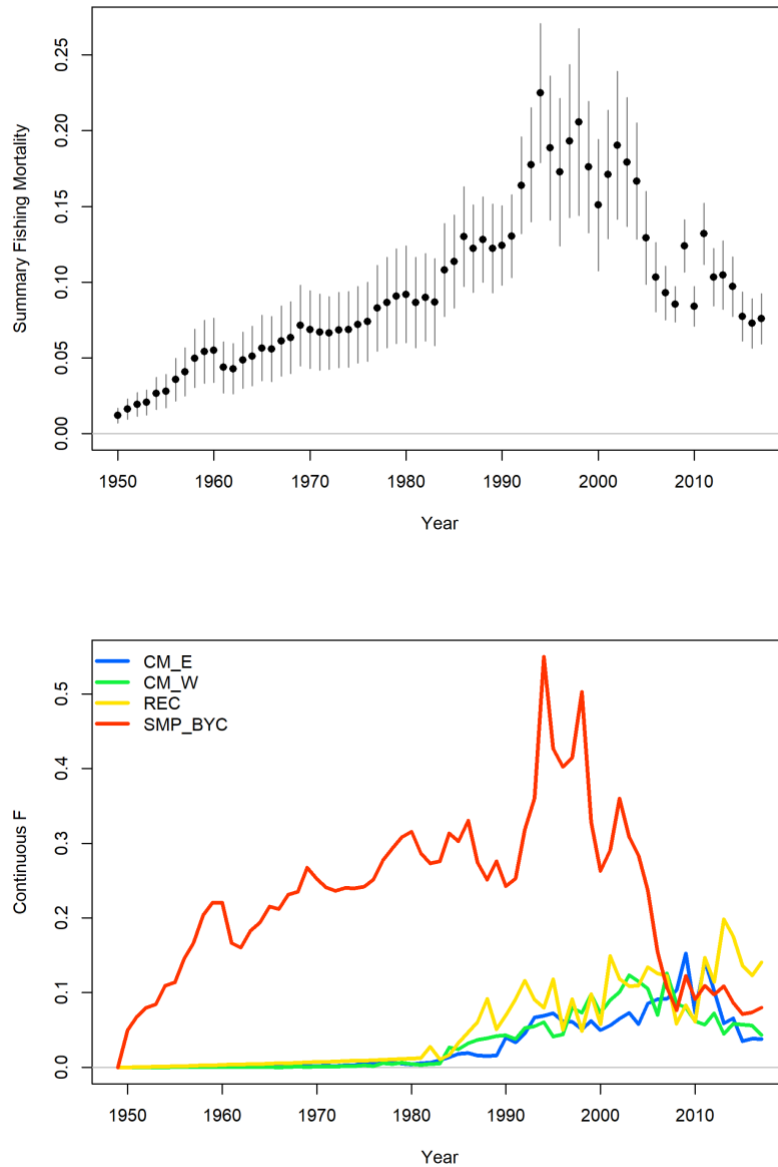 0.25
0.20
0.15
0.10
0.05
0.00
Summary Fishing Mortality
1950 1960 1970 1980 1990 2000 2010
Year
CM_E
CM_W
REC
SMP_BYC
0.5
0.4
0.3
0.2
0.1
0.0
Continuous F
1950 1960 1970 1980 1990 2000 2010
Year